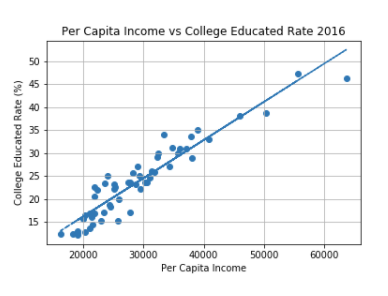 Per Capita Income vs College Educated Rate 2016
College Educated Rate (%)
50
45
40
35
30
25
20
15
20000 30000 40000 50000 60000
Per Capita Income